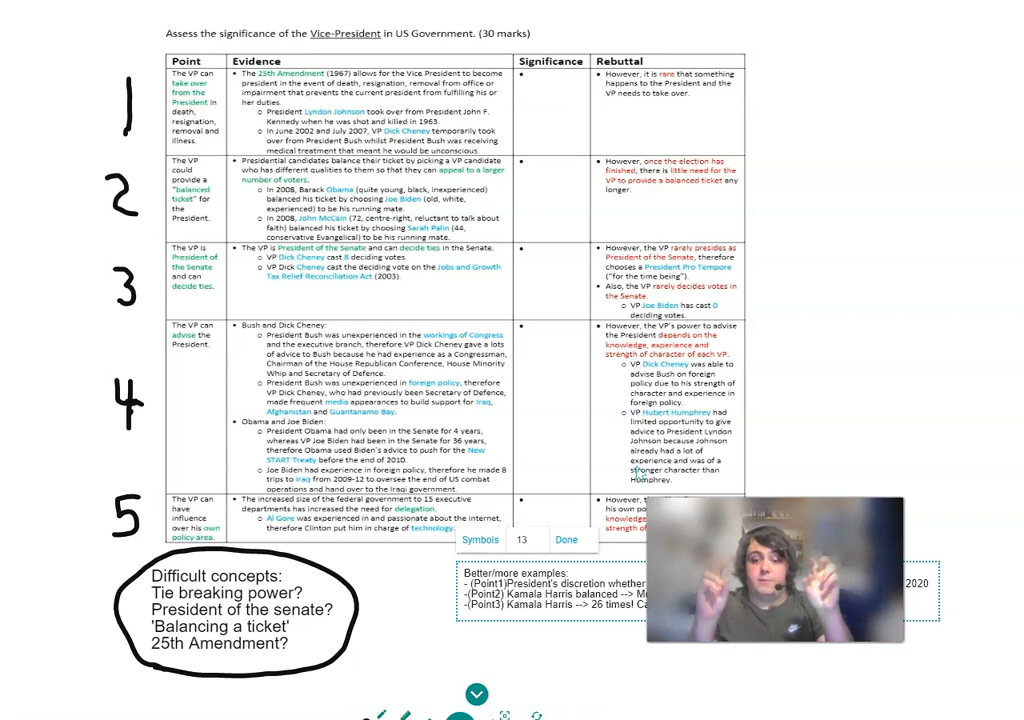 Assess the significance of the Vice-President in US Government. (30 marks)
Point
Evidence
Significance
Rebuttal
1
The VP can
take over
from the
President in
death,
resignation,
removal and
illness.
• The 25th Amendment (1967) allows for the Vice President to become
president in the event of death, resignation, removal from office or
impairment that prevents the current president from fulfilling his or
her duties.
o President Lyndon Johnson took over from President John F.
Kennedy when he was shot and killed in 1963.
o In June 2002 and July 2007, VP Dick Cheney temporarily took
over from President Bush whilst President Bush was receiving
medical treatment that meant he would be unconscious.
•
• However, it is rare that something
happens to the President and the
VP needs to take over.
2
The VP
could
provide a
“balanced
ticket” for
the
President.
• Presidential candidates balance their ticket by picking a VP candidate
who has different qualities to them so that they can appeal to a larger
number of voters.
o In 2008, Barack Obama (quite young, black, inexperienced)
balanced his ticket by choosing Joe Biden (old, white,
experienced) to be his running mate.
o In 2008, John McCain (72, centre-right, reluctant to talk about
faith) balanced his ticket by choosing Sarah Palin (44,
conservative Evangelical) to be his running mate.
•
• However, once the election has
finished, there is little need for the
VP to provide a balanced ticket any
longer.
3
The VP is
President of
the Senate
and can
decide ties.
• The VP is President of the Senate and can decide ties in the Senate.
o VP Dick Cheney cast 8 deciding votes.
o VP Dick Cheney cast the deciding vote on the Jobs and Growth
Tax Relief Reconciliation Act (2003).
•
• However, the VP rarely presides as
President of the Senate, therefore
chooses a President Pro Tempore
(“for the time being”).
• Also, the VP rarely decides votes in
the Senate.
o VP Joe Biden has cast 0
deciding votes.
4
The VP can
advise the
President.
• Bush and Dick Cheney:
o President Bush was unexperienced in the workings of Congress
and the executive branch, therefore VP Dick Cheney gave a lots
of advice to Bush because he had experience as a Congressman,
Chairman of the House Republican Conference, House Minority
Whip and Secretary of Defence.
o President Bush was unexperienced in foreign policy, therefore
VP Dick Cheney, who had previously been Secretary of Defence,
made frequent media appearances to build support for Iraq,
Afghanistan and Guantanamo Bay.
• Obama and Joe Biden:
o President Obama had only been in the Senate for 4 years,
whereas VP Joe Biden had been in the Senate for 36 years,
therefore Obama used Biden’s advice to push for the New
START Treaty before the end of 2010.
o Joe Biden had experience in foreign policy, therefore he made 8
trips to Iraq from 2009-12 to oversee the end of US combat
operations and hand over to the Iraqi government.
•
• However, the VP’s power to advise
the President depends on the
knowledge, experience and
strength of character of each VP.
o VP Dick Cheney was able to
advise Bush on foreign
policy due to his strength of
character and experience in
foreign policy.
o VP Hubert Humphrey had
limited opportunity to give
advice to President Lyndon
Johnson because Johnson
already had a lot of
experience and was of a
stronger character than
Humphrey.
5
The VP can
have
influence
over his own
policy area.
• The increased size of the federal government to 15 executive
departments has increased the need for delegation.
o Al Gore was experienced in and passionate about the internet,
therefore Clinton put him in charge of technology.
•
• However,
his own
Symbols 13 Done
Difficult concepts:
Tie breaking power?
President of the senate?
'Balancing a ticket'
25th Amendment?
Better/more examples:
- (Point1)President's discretion whether 2020
-(Point2) Kamala Harris balanced -->
-(Point3) Kamala Harris --> 26 times!